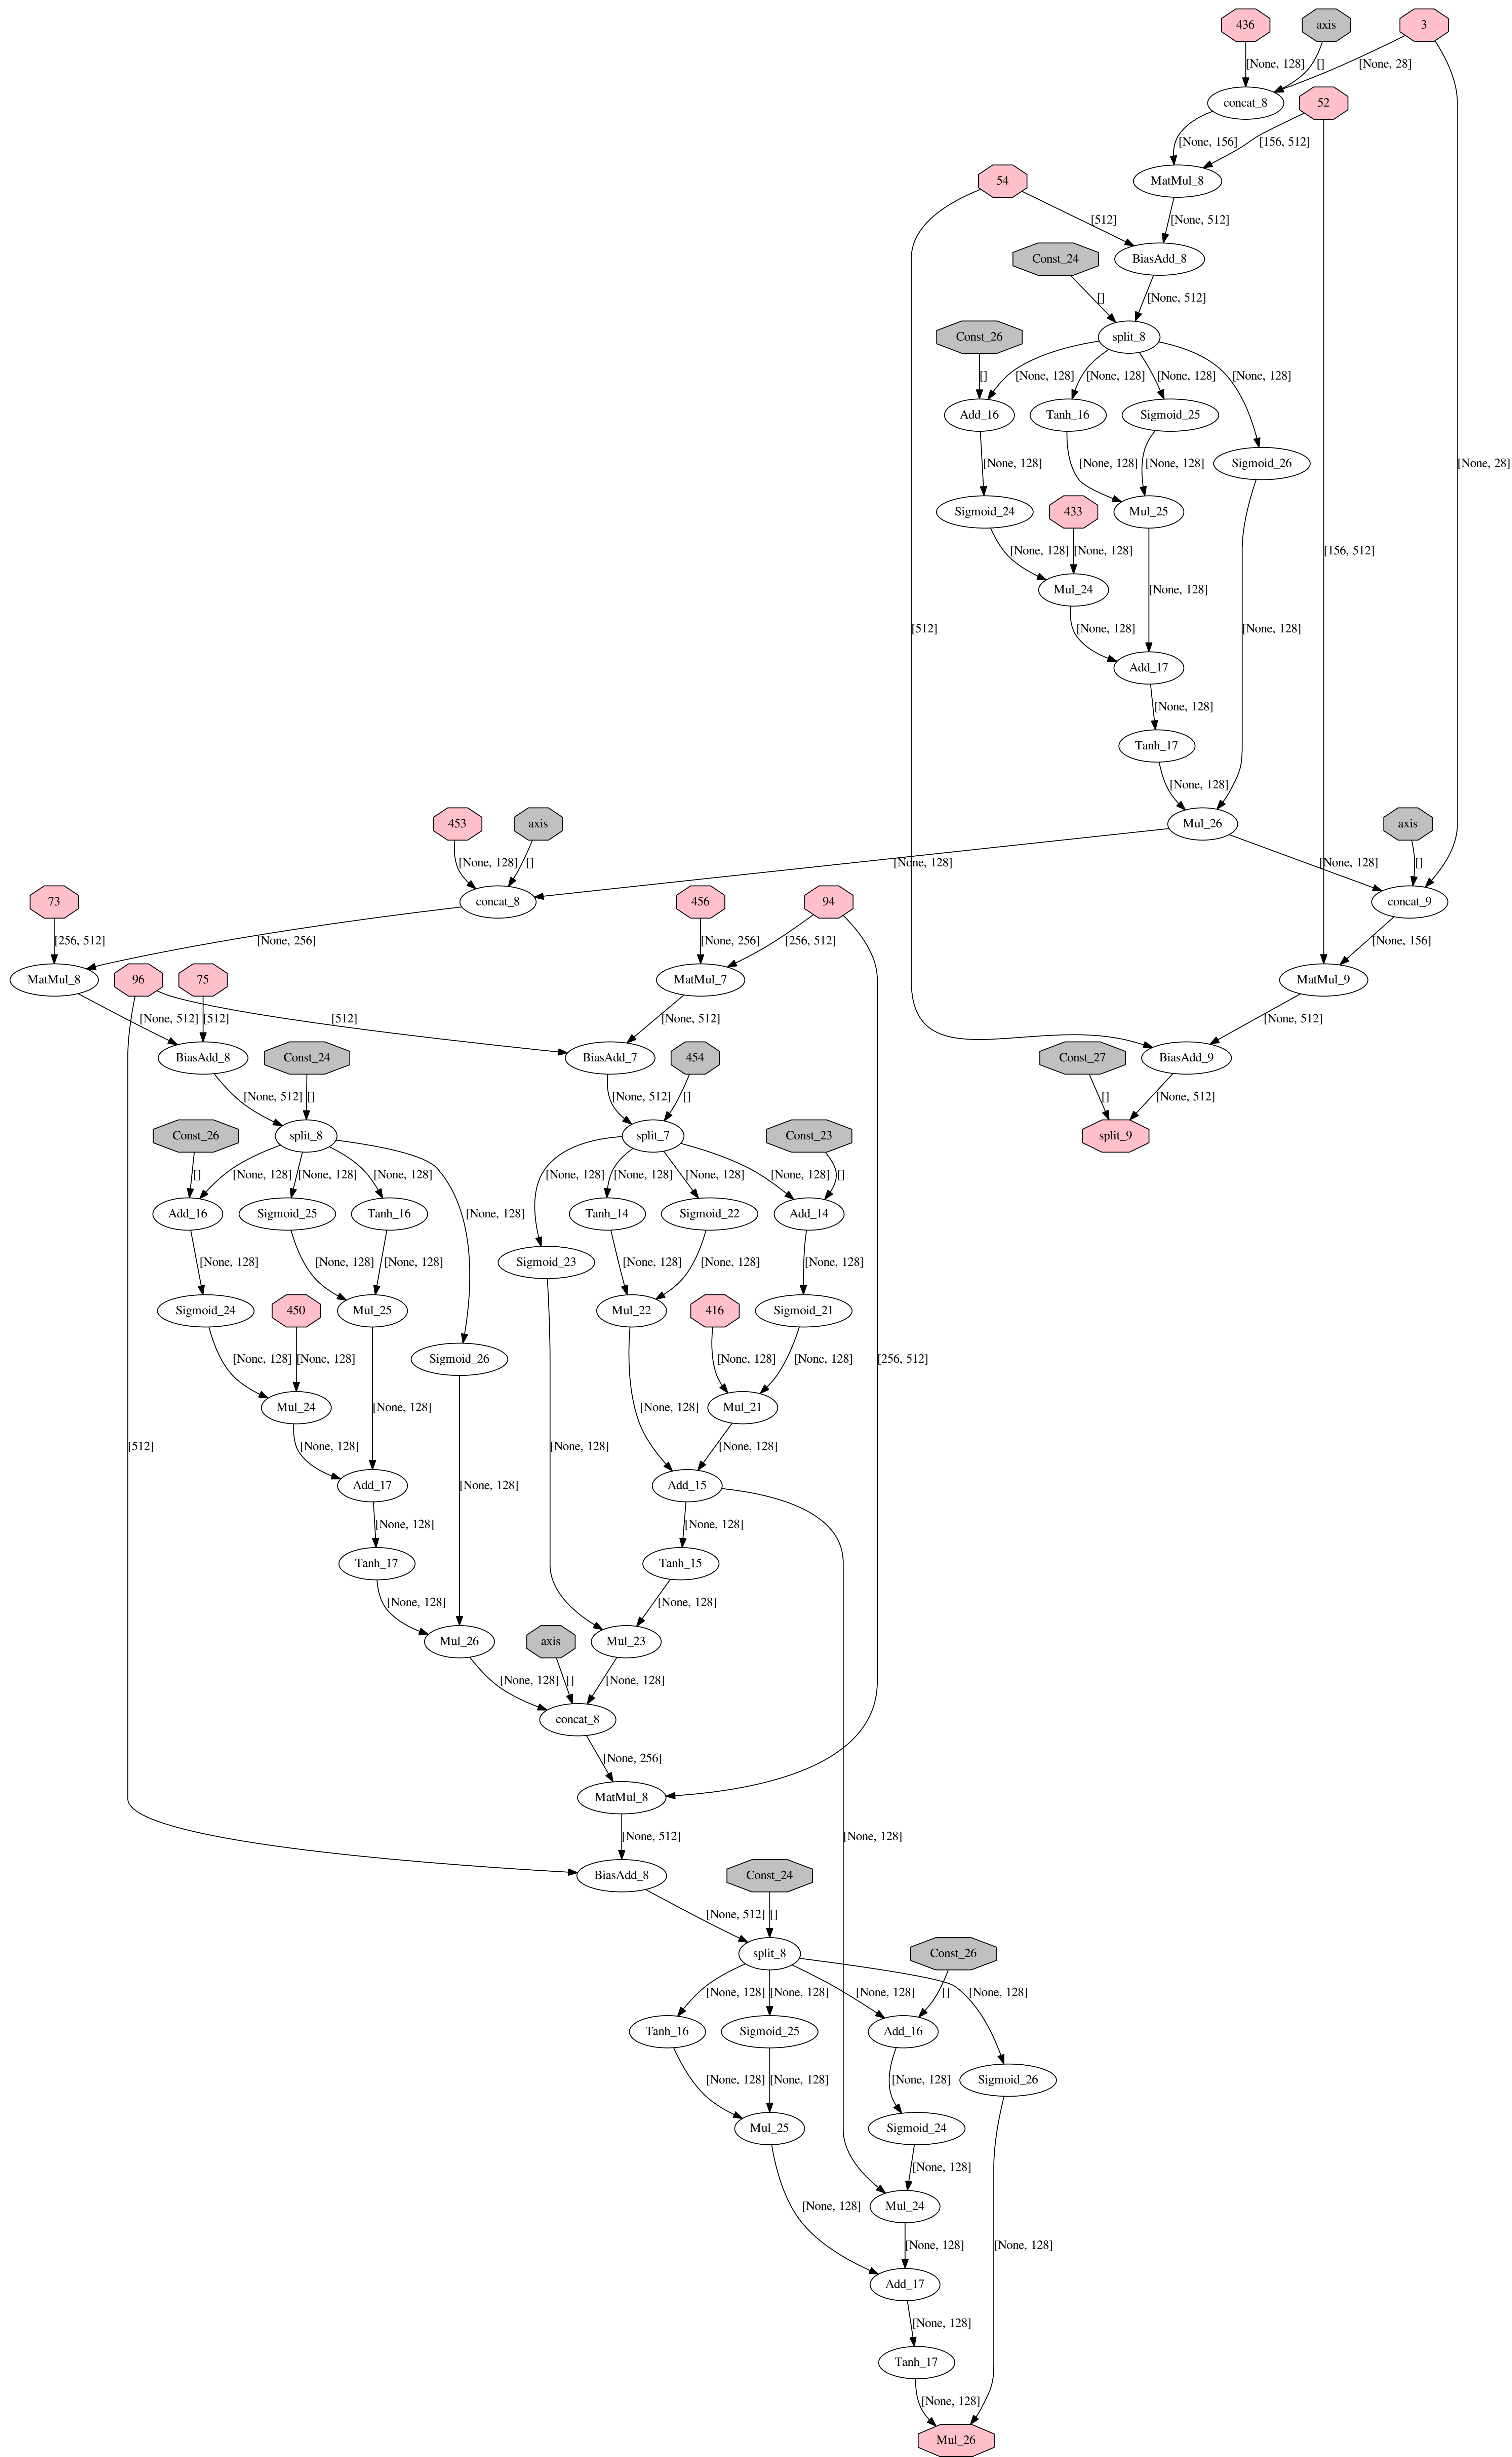 436 axis 3
[None, 128] [] [None, 28]
concat_8 52
[None, 156] [156, 512]
54 MatMul_8
[512] [None, 512]
Const_24 BiasAdd_8
[] [None, 512]
Const_26 split_8
[] [None, 128] [None, 128] [None, 128] [None, 128]
Add_16 Tanh_16 Sigmoid_25
[None, 128] [None, 128] [None, 128] Sigmoid_26 [None, 28]
Sigmoid_24 433 Mul_25
[None, 128] [None, 128] [156, 512]
Mul_24 [None, 128]
[512] [None, 128] [None, 128]
Add_17
[None, 128]
Tanh_17
[None, 128]
453 axis Mul_26 axis
[None, 128] [] [None, 128] [None, 128] []
73 concat_8 456 94 concat_9
[256, 512] [None, 256] [None, 256] [256, 512] [None, 156]
MatMul_8 96 75 MatMul_7 MatMul_9
[None, 512] [512] [512] [None, 512] [None, 512]
BiasAdd_8 Const_24 BiasAdd_7 454 Const_27 BiasAdd_9
[None, 512] [] [None, 512] [] [] [None, 512]
Const_26 split_8 split_7 Const_23 split_9
[] [None, 128] [None, 128] [None, 128] [None, 128] [None, 128] [None, 128] [None, 128] []
Add_16 Sigmoid_25 Tanh_16 [None, 128] Tanh_14 Sigmoid_22 Add_14
[None, 128] [None, 128] [None, 128] Sigmoid_23 [None, 128] [None, 128] [None, 128]
Sigmoid_24 450 Mul_25 Mul_22 416 Sigmoid_21
[None, 128] [None, 128] Sigmoid_26 [None, 128] [None, 128] [256, 512]
Mul_24 [None, 128] [None, 128] Mul_21
[512] [None, 128] [None, 128] [None, 128]
Add_17 [None, 128] Add_15
[None, 128] [None, 128]
Tanh_17 Tanh_15
[None, 128] [None, 128]
Mul_26 axis Mul_23
[None, 128] [] [None, 128]
concat_8
[None, 256]
MatMul_8
[None, 512] [None, 128]
BiasAdd_8 Const_24
[None, 512] []
split_8 Const_26
[None, 128] [None, 128] [None, 128] [] [None, 128]
Tanh_16 Sigmoid_25 Add_16
[None, 128] [None, 128] [None, 128] Sigmoid_26
Mul_25 Sigmoid_24
[None, 128]
[None, 128] Mul_24
[None, 128] [None, 128]
Add_17
[None, 128]
Tanh_17
[None, 128]
Mul_26